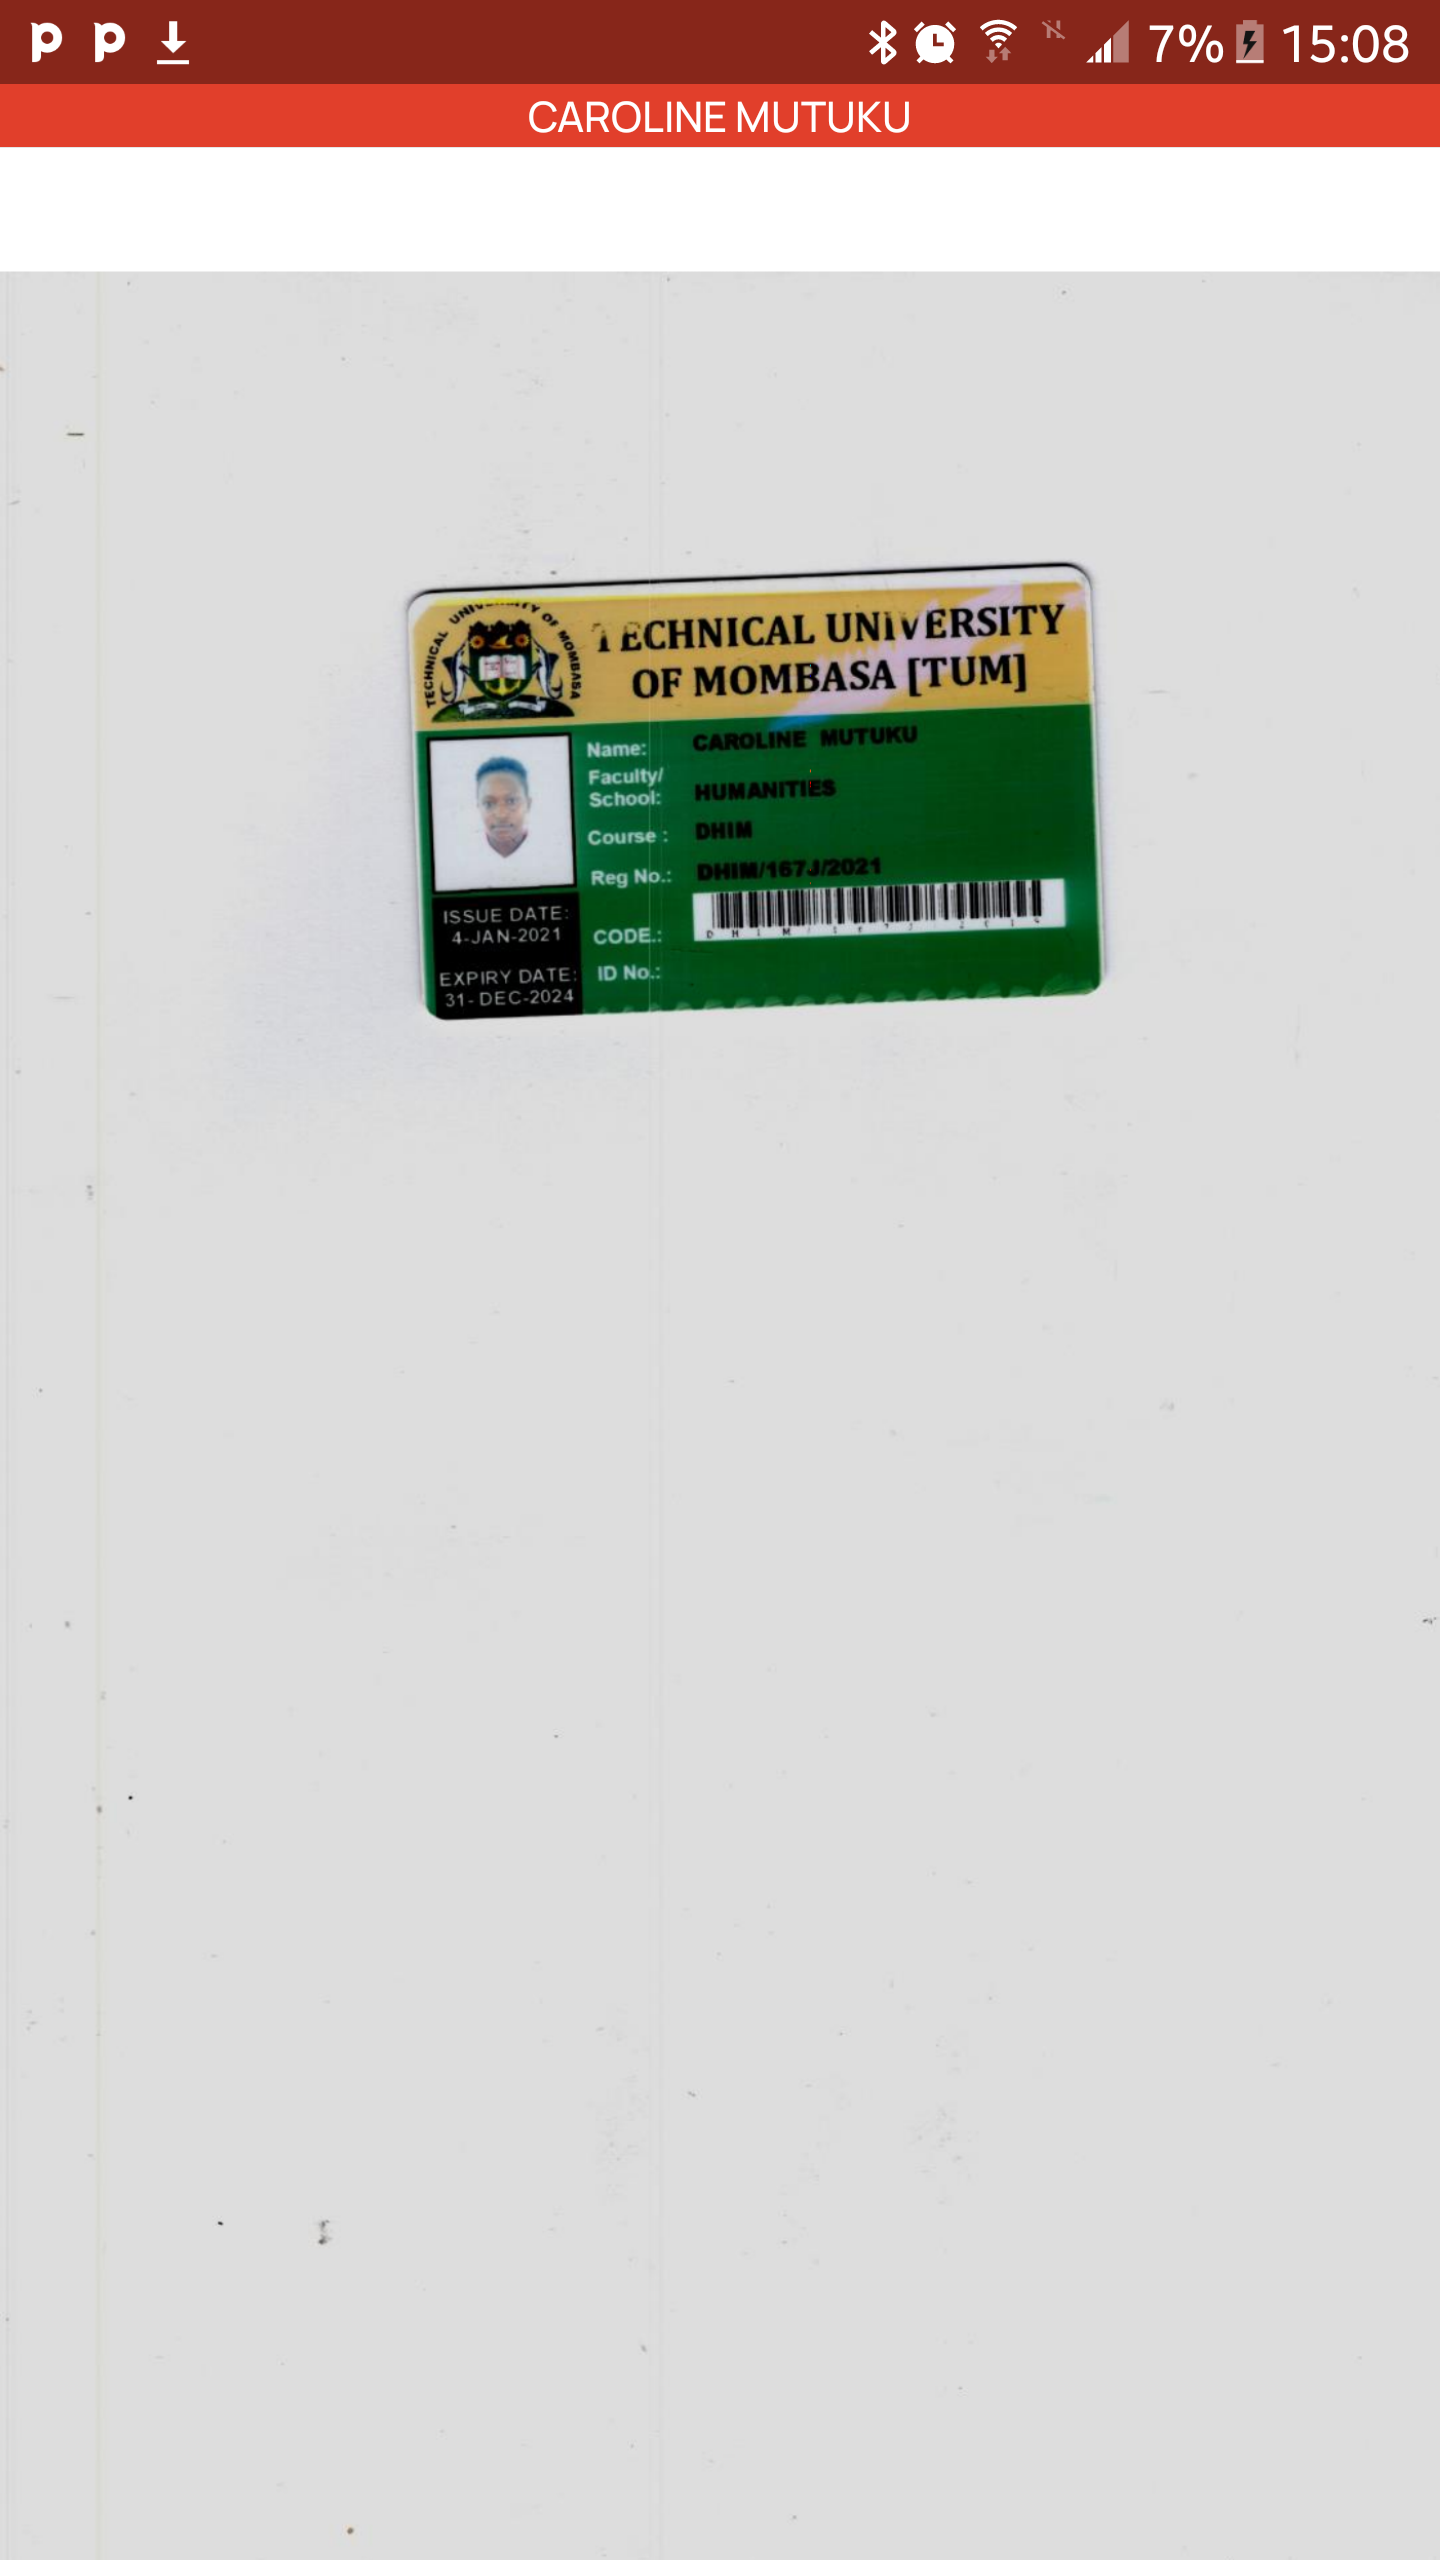 7% 15:08
CAROLINE MUTUKU
TECHNICAL UNIVERSITY OF MOMBASA
TECHNICAL UNIVERSITY
OF MOMBASA [TUM]
Name: CAROLINE MUTUKU
Faculty/
School: HUMANITIES
Course : DHIM
Reg No.: DHIM/167J/2021
CODE.:
ID No.:
ISSUE DATE:
4-JAN-2021
EXPIRY DATE:
31- DEC-2024